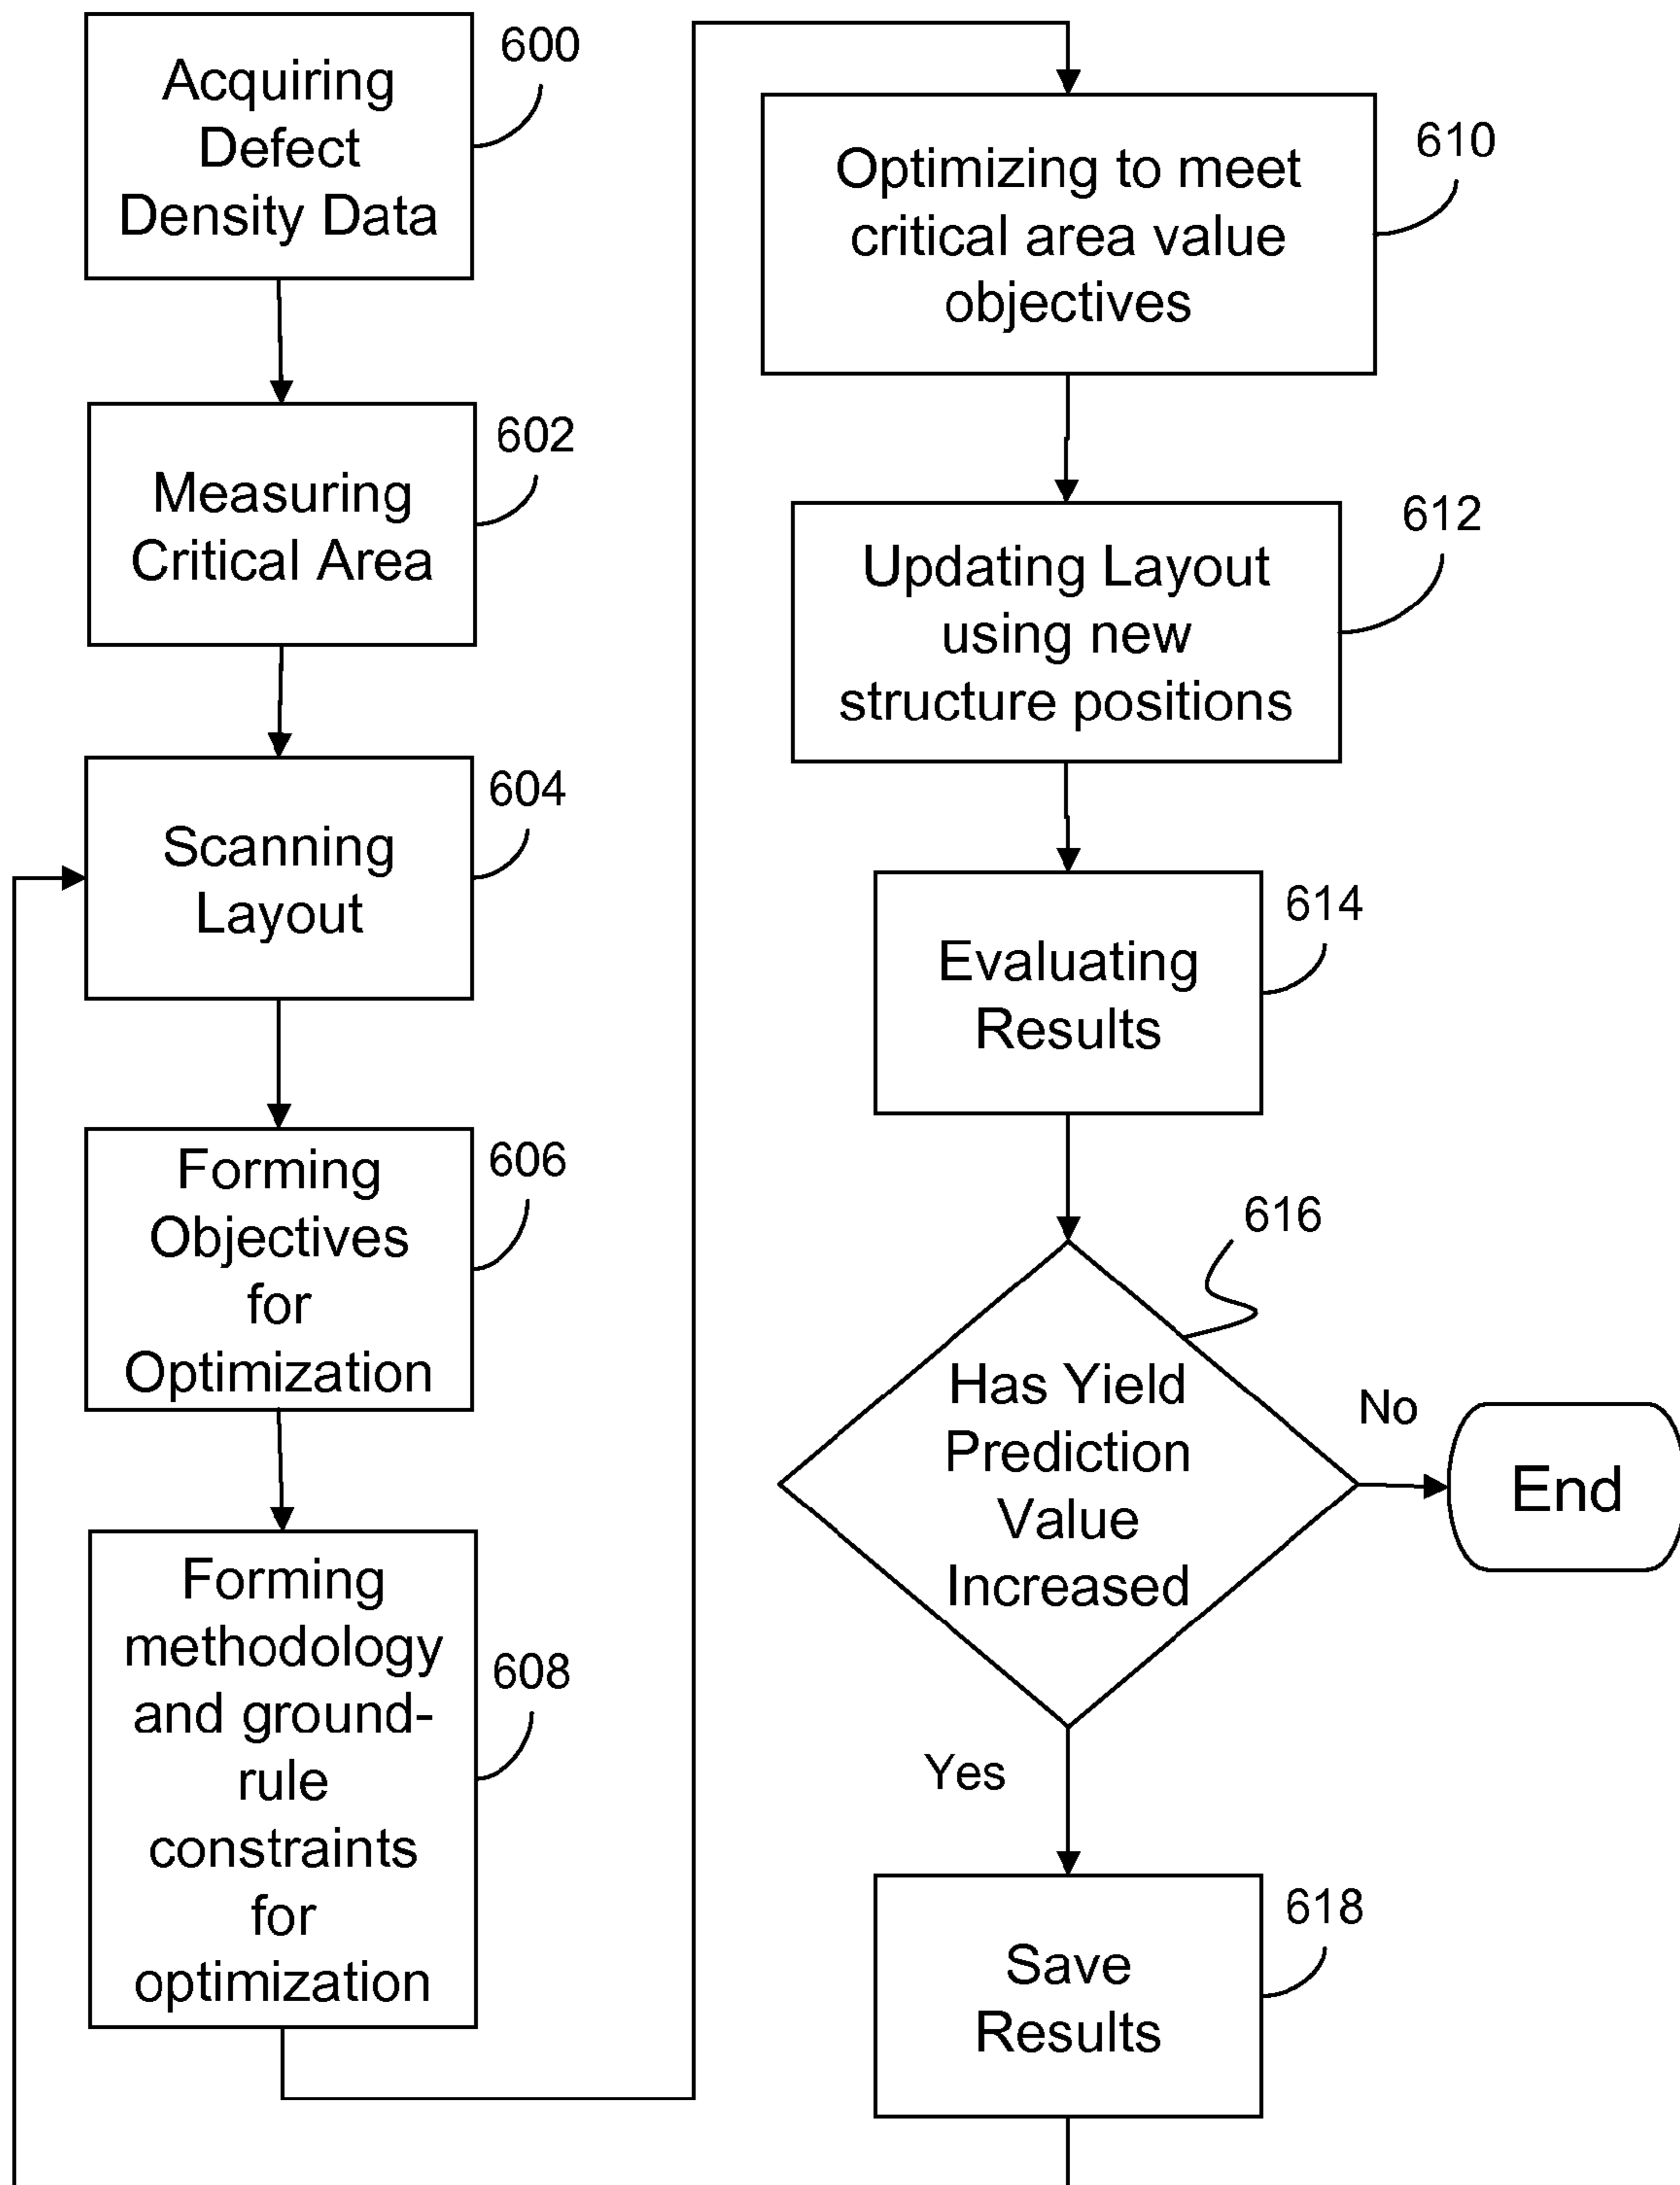 600
Acquiring
Defect
Density Data
602
Measuring
Critical Area
604
Scanning
Layout
606
Forming
Objectives
for
Optimization
608
Forming
methodology
and ground-
rule
constraints
for
optimization
610
Optimizing to meet
critical area value
objectives
612
Updating Layout
using new
structure positions
614
Evaluating
Results
616
Has Yield
Prediction
Value
Increased
No
End
Yes
618
Save
Results